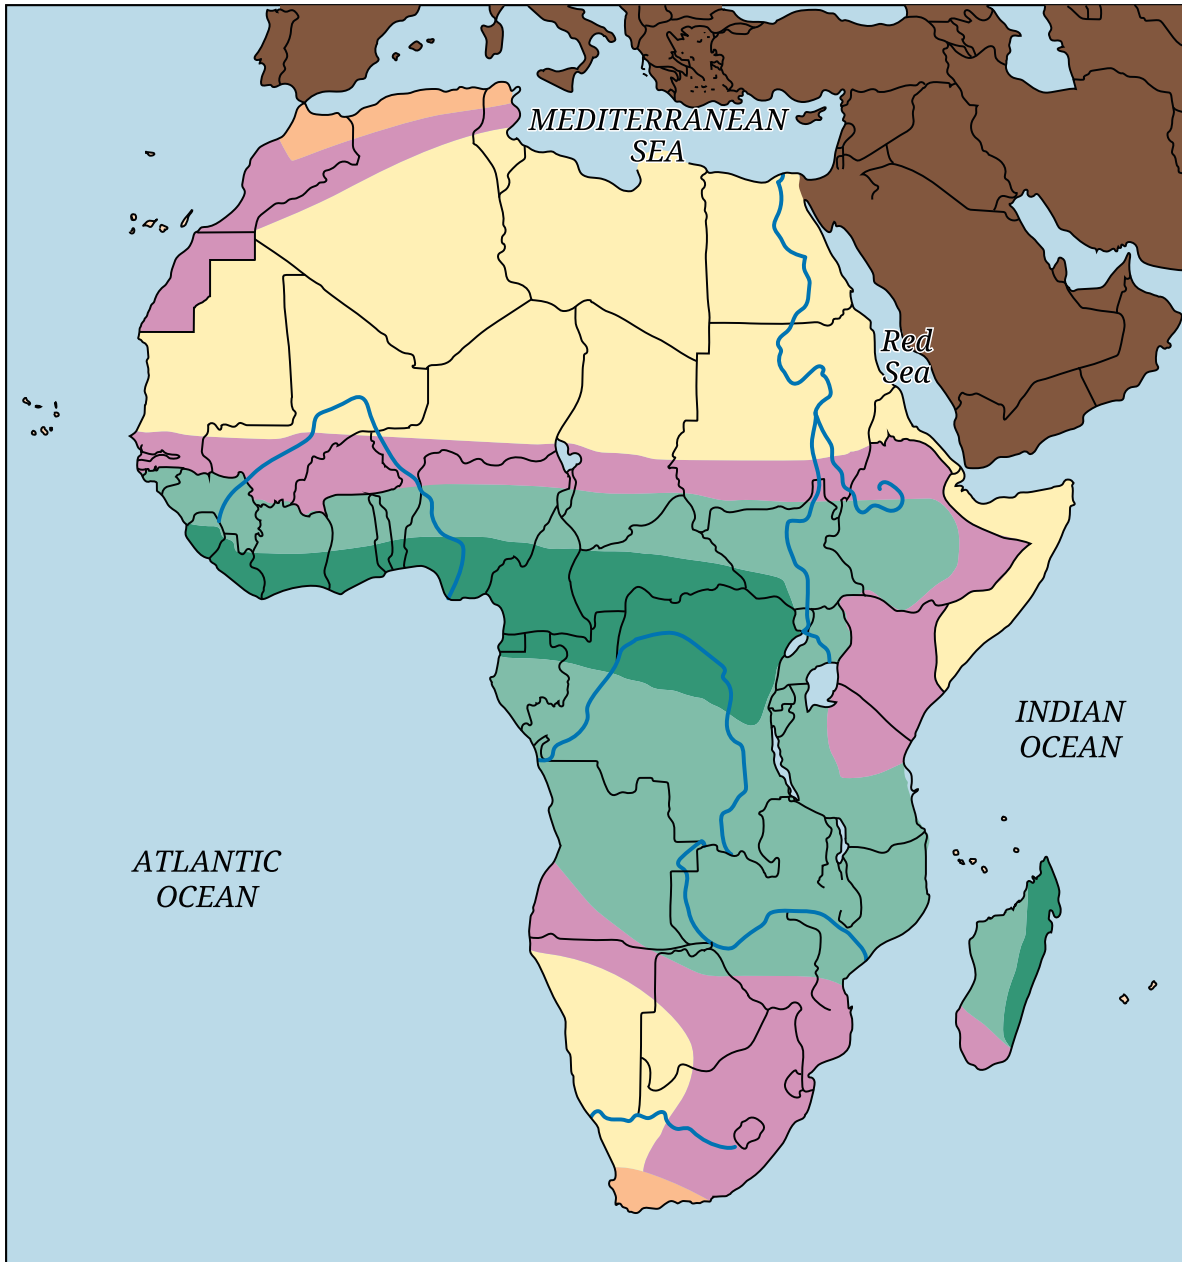 MEDITERRANEAN
SEA
Red
Sea
INDIAN
OCEAN
ATLANTIC
OCEAN